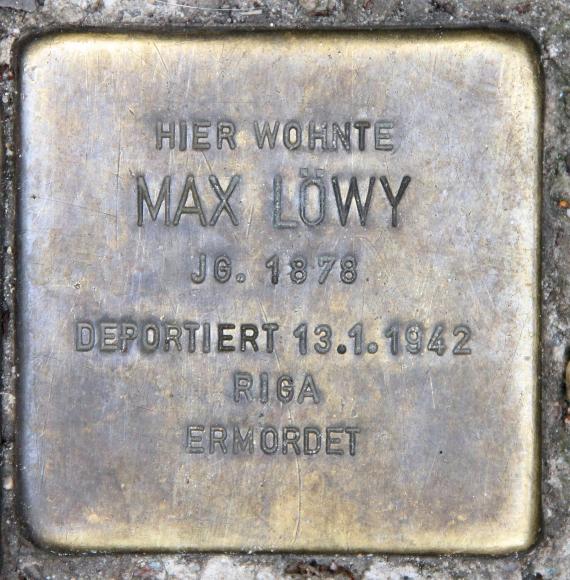 HIER WOHNTE
MAX LÖWY
JG. 1878
DEPORTIERT 13.1.1942
RIGA
ERMORDET